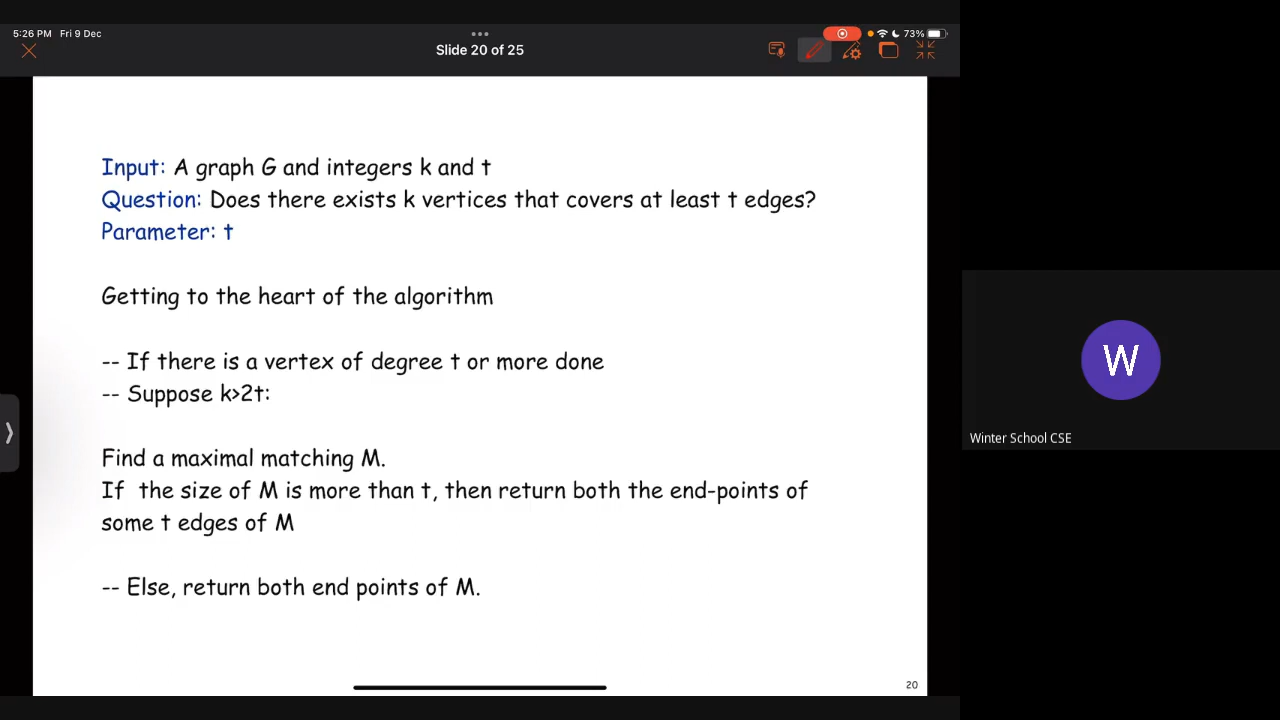 5:26 PM Fri 9 Dec
73%
Slide 20 of 25
Input: A graph G and integers k and t
Question: Does there exists k vertices that covers at least t edges?
Parameter: t
Getting to the heart of the algorithm
-- If there is a vertex of degree t or more done
-- Suppose k>2t:
Find a maximal matching M.
If the size of M is more than t, then return both the end-points of
some t edges of M
-- Else, return both end points of M.
20
W
Winter School CSE